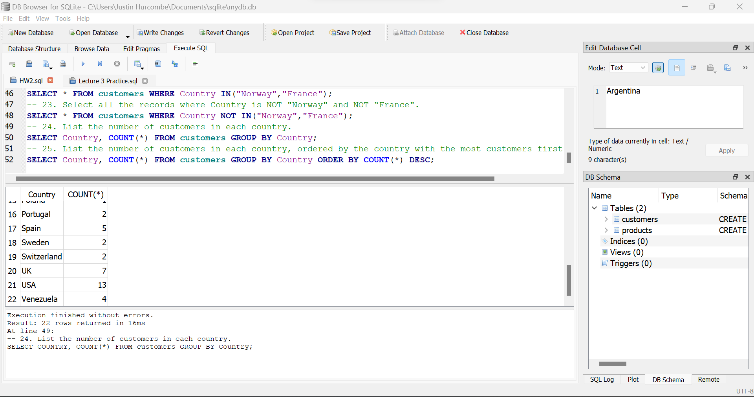 DB Browser for SQLite - C:\Users\Justin Hurcombe\Documents\sqlite\mydb.db
File Edit View Tools Help
New Database Open Database Write Changes Revert Changes Open Project Save Project Attach Database Close Database
Database Structure Browse Data Edit Pragmas Execute SQL
HW2.sql Lecture 3 Practice.sql
46 SELECT * FROM customers WHERE Country IN("Norway","France");
47 -- 23. Select all the records where Country is NOT "Norway" and NOT "France".
48 SELECT * FROM customers WHERE Country NOT IN("Norway","France");
49 -- 24. List the number of customers in each country.
50 SELECT Country, COUNT(*) FROM customers GROUP BY Country;
51 -- 25. List the number of customers in each country, ordered by the country with the most customers first
52 SELECT Country, COUNT(*) FROM customers GROUP BY Country ORDER BY COUNT(*) DESC;
Country COUNT(*)
15 Poland 1
16 Portugal 2
17 Spain 5
18 Sweden 2
19 Switzerland 2
20 UK 7
21 USA 13
22 Venezuela 4
Execution finished without errors.
Result: 22 rows returned in 16ms
At line 49:
-- 24. List the number of customers in each country.
SELECT Country, COUNT(*) FROM customers GROUP BY Country;
Edit Database Cell
Mode: Text
1 Argentina
Type of data currently in cell: Text / Numeric
9 character(s)
Apply
DB Schema
Name Type Schema
Tables (2)
customers CREATE
products CREATE
Indices (0)
Views (0)
Triggers (0)
SQL Log Plot DB Schema Remote
UTF-8